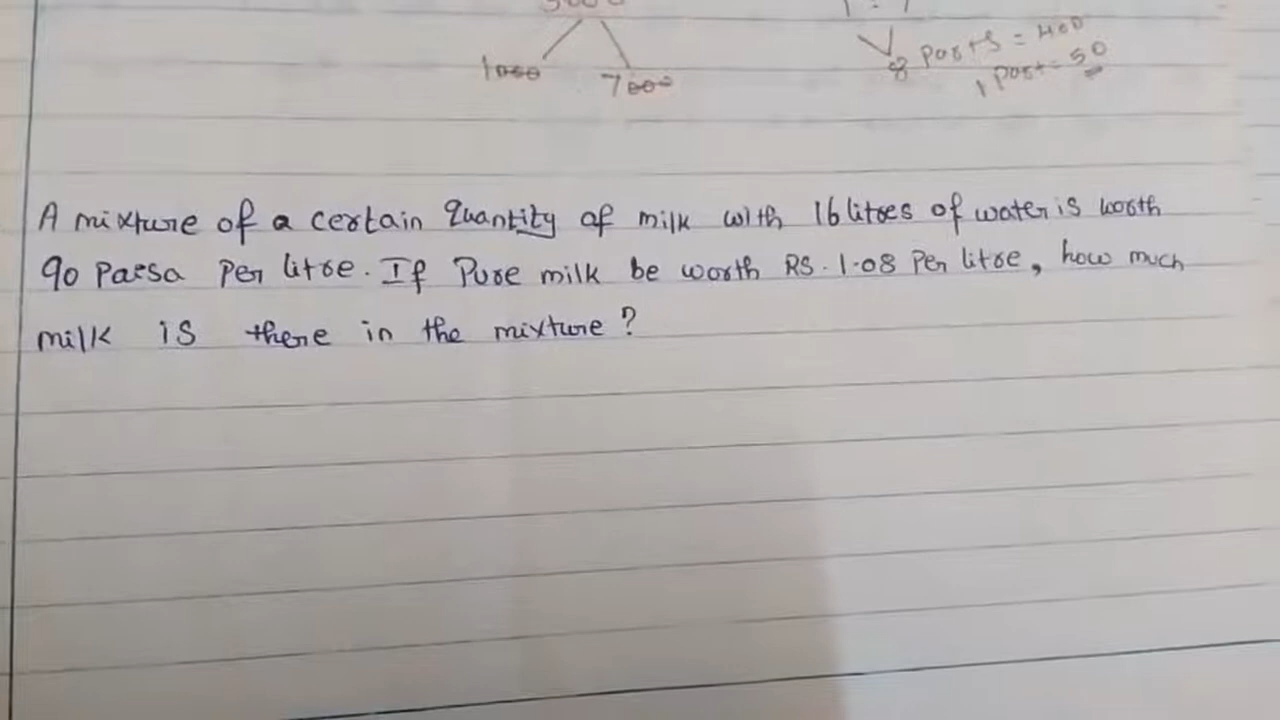 1000 7000
8 parts = 400
1 part = 50
A mixture of a certain quantity of milk with 16 litres of water is worth
90 Paisa Per litre. If Pure milk be worth RS. 1.08 Per litre, how much
milk is there in the mixture?